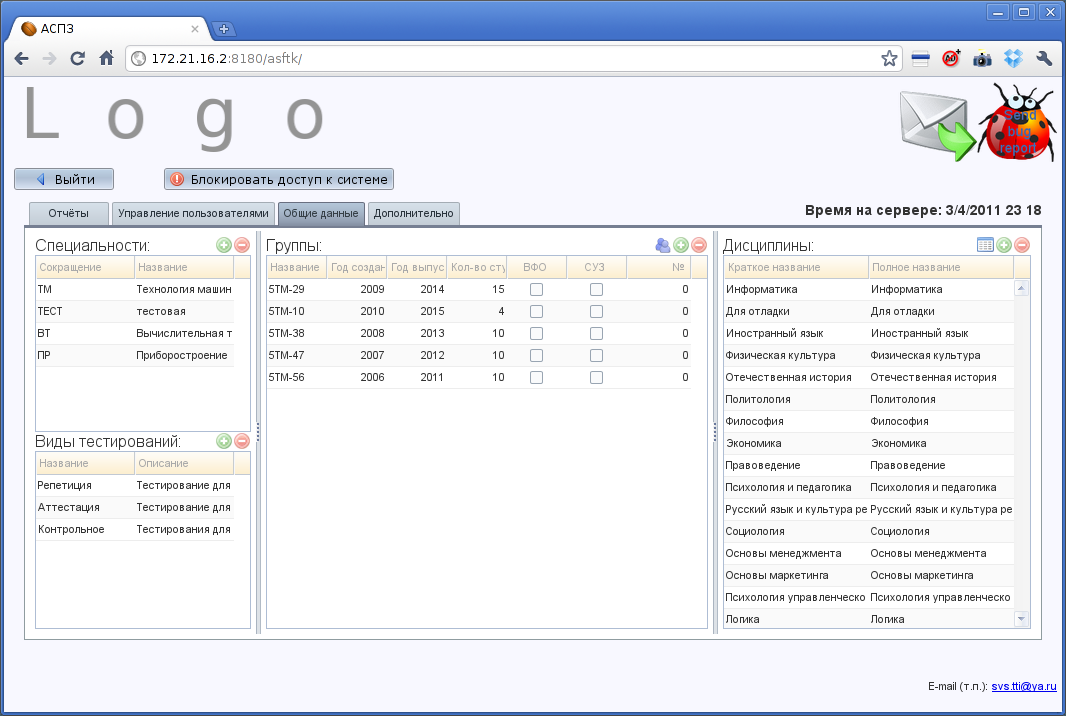 АСПЗ
172.21.16.2:8180/asftk/
Logo
Send
bug
report
Выйти
Блокировать доступ к системе
Отчёты Управление пользователями Общие данные Дополнительно
Время на сервере: 3/4/2011 23 18
Специальности:
Сокращение Название
ТМ Технология машин
ТЕСТ тестовая
ВТ Вычислительная т
ПР Приборостроение
Виды тестирований:
Название Описание
Репетиция Тестирование для
Аттестация Тестирование для
Контрольное Тестирования для
Группы:
Название Год создан Год выпус Кол-во сту ВФО СУЗ №
5ТМ-29 2009 2014 15 0
5ТМ-10 2010 2015 4 0
5ТМ-38 2008 2013 10 0
5ТМ-47 2007 2012 10 0
5ТМ-56 2006 2011 10 0
Дисциплины:
Краткое название Полное название
Информатика Информатика
Для отладки Для отладки
Иностранный язык Иностранный язык
Физическая культура Физическая культура
Отечественная история Отечественная история
Политология Политология
Философия Философия
Экономика Экономика
Правоведение Правоведение
Психология и педагогика Психология и педагогика
Русский язык и культура ре Русский язык и культура ре
Социология Социология
Основы менеджмента Основы менеджмента
Основы маркетинга Основы маркетинга
Психология управленческо Психология управленческо
Логика Логика
E-mail (т.п.): svs.tti@ya.ru